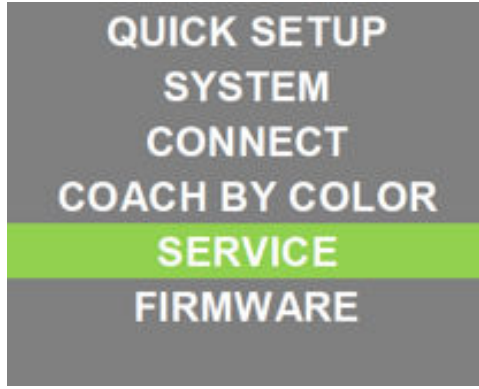 QUICK SETUP
SYSTEM
CONNECT
COACH BY COLOR
SERVICE
FIRMWARE